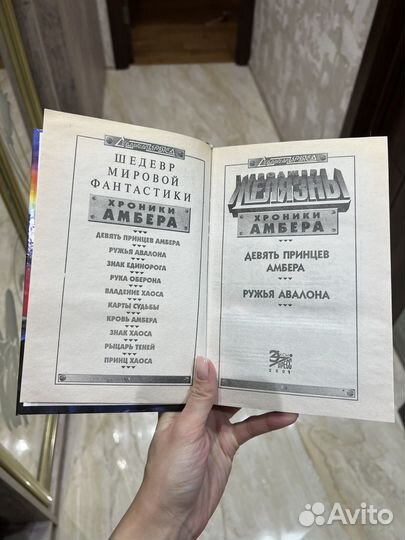 ШЕДЕВР
МИРОВОЙ
ФАНТАСТИКИ
ХРОНИКИ
АМБЕРА
ДЕВЯТЬ ПРИНЦЕВ АМБЕРА
РУЖЬЯ АВАЛОНА
ЗНАК ЕДИНОРОГА
РУКА ОБЕРОНА
ВЛАДЕНИЕ ХАОСА
КАРТЫ СУДЬБЫ
КРОВЬ АМБЕРА
ЗНАК ХАОСА
РЫЦАРЬ ТЕНЕЙ
ПРИНЦ ХАОСА
ЖЕЛЯЗНЫ
ХРОНИКИ
АМБЕРА
ДЕВЯТЬ ПРИНЦЕВ
АМБЕРА
РУЖЬЯ АВАЛОНА
Avito